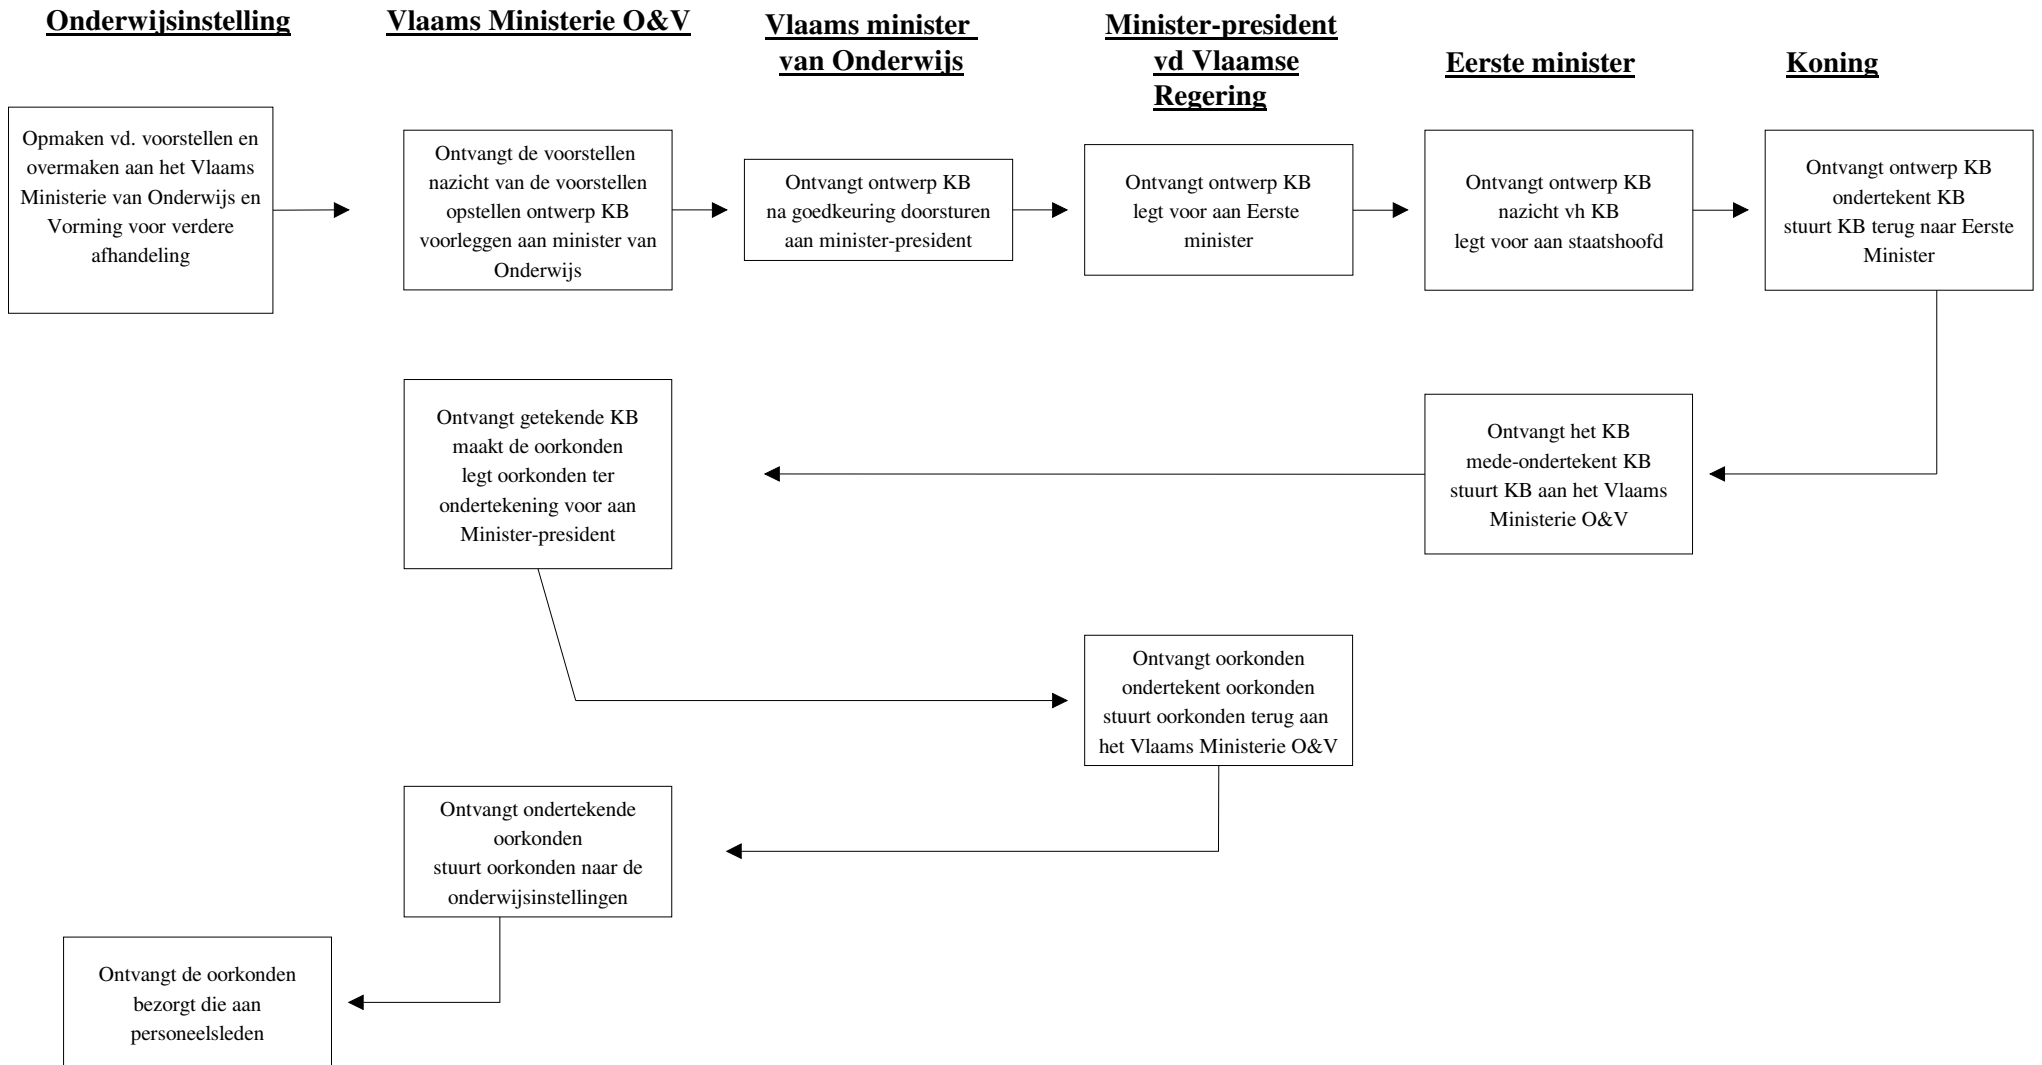 Onderwijsinstelling
Vlaams Ministerie O&V
Vlaams minister
van Onderwijs
Minister-president
vd Vlaamse
Regering
Eerste minister
Koning
Opmaken vd. voorstellen en
overmaken aan het Vlaams
Ministerie van Onderwijs en
Vorming voor verdere
afhandeling
Ontvangt de voorstellen
nazicht van de voorstellen
opstellen ontwerp KB
voorleggen aan minister van
Onderwijs
Ontvangt ontwerp KB
na goedkeuring doorsturen
aan minister-president
Ontvangt ontwerp KB
legt voor aan Eerste
minister
Ontvangt ontwerp KB
nazicht vh KB
legt voor aan staatshoofd
Ontvangt ontwerp KB
ondertekent KB
stuurt KB terug naar Eerste
Minister
Ontvangt getekende KB
maakt de oorkonden
legt oorkonden ter
ondertekening voor aan
Minister-president
Ontvangt het KB
mede-ondertekent KB
stuurt KB aan het Vlaams
Ministerie O&V
Ontvangt oorkonden
ondertekent oorkonden
stuurt oorkonden terug aan
het Vlaams Ministerie O&V
Ontvangt ondertekende
oorkonden
stuurt oorkonden naar de
onderwijsinstellingen
Ontvangt de oorkonden
bezorgt die aan
personeelsleden